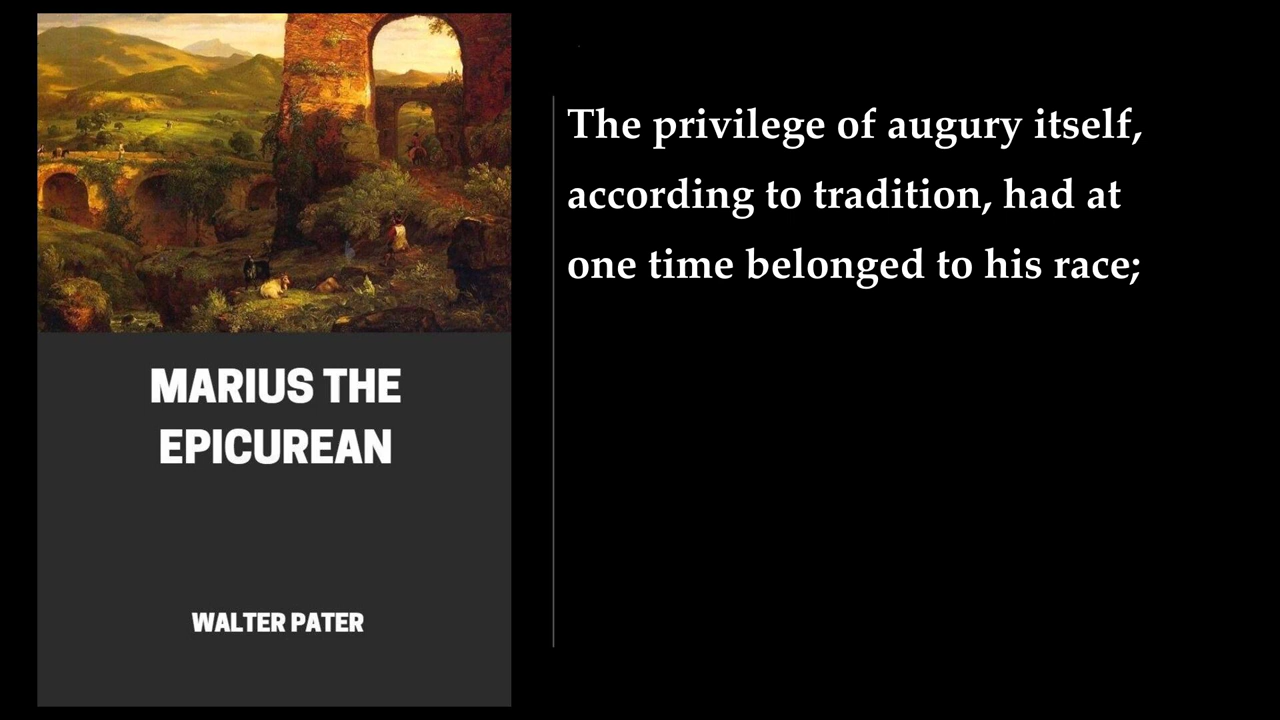 MARIUS THE
EPICUREAN
WALTER PATER
The privilege of augury itself,
according to tradition, had at
one time belonged to his race;